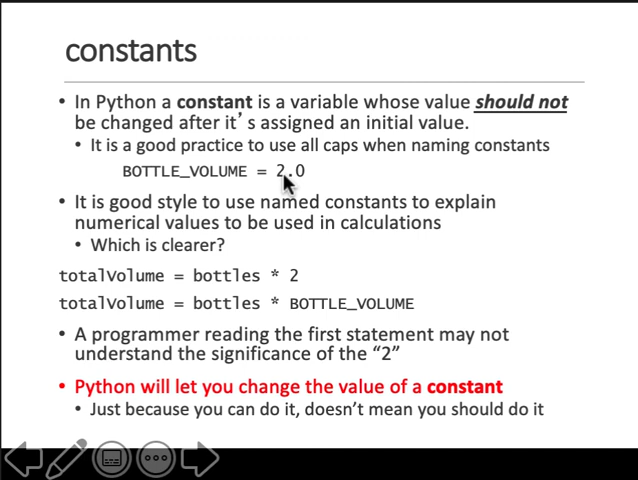 constants
• In Python a constant is a variable whose value should not
be changed after it's assigned an initial value.
• It is a good practice to use all caps when naming constants
BOTTLE_VOLUME = 2.0
• It is good style to use named constants to explain
numerical values to be used in calculations
• Which is clearer?
totalVolume = bottles * 2
totalVolume = bottles * BOTTLE_VOLUME
• A programmer reading the first statement may not
understand the significance of the “2”
• Python will let you change the value of a constant
• Just because you can do it, doesn’t mean you should do it